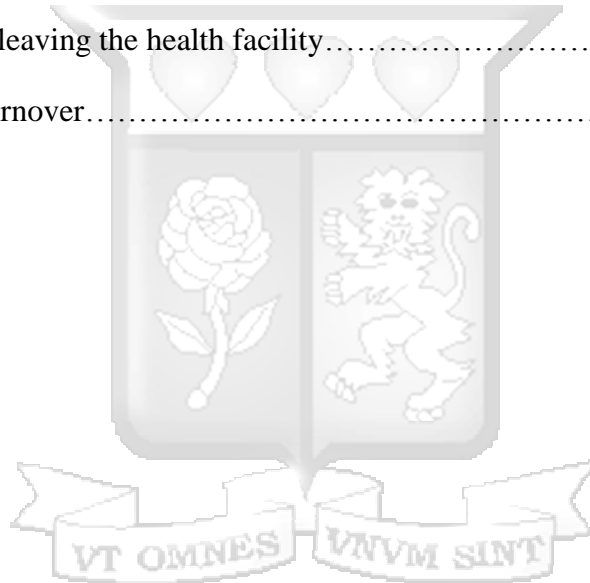 leaving the health facility……………………
rnover……………………………………………
VT OMNES VNVM SINT